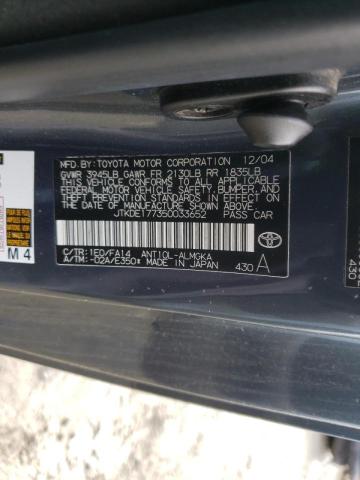 MFD.BY:TOYOTA MOTOR CORPORATION 12/04
GVWR 3945LB GAWR FR 2130LB RR 1835LB
THIS VEHICLE CONFORMS TO ALL APPLICABLE
FEDERAL MOTOR VEHICLE SAFETY, BUMPER, AND
THEFT PREVENTION STANDARDS IN EFFECT ON
THE DATE OF MANUFACTURE SHOWN ABOVE.
JTKDE177350033652 PASS CAR
C/TR:1E0/FA14 ANT10L-ALMGKA
A/TM:-02A/E350* MADE IN JAPAN
430 A
M 4
430